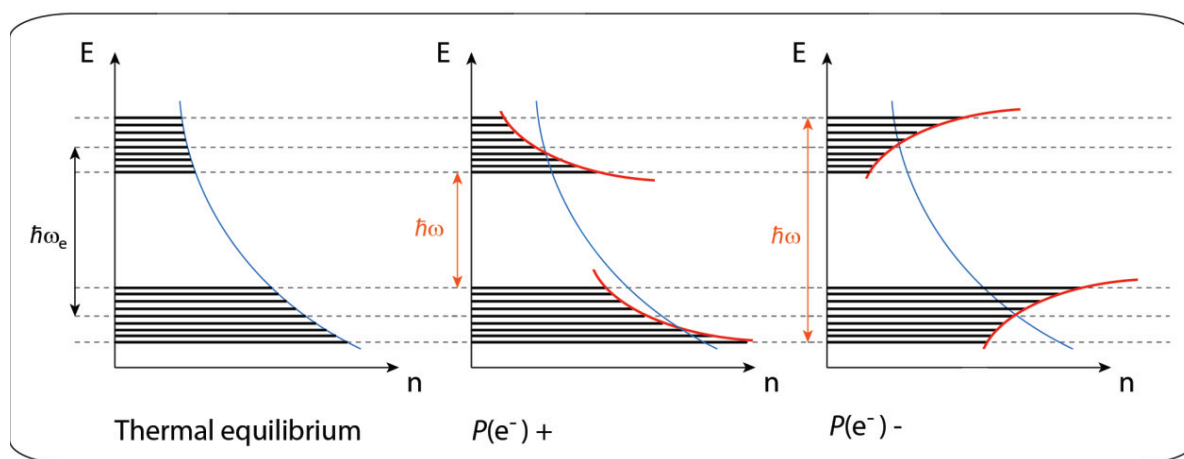 E
E
E
ħωₑ
ħω
ħω
n
n
n
Thermal equilibrium
P(e⁻) +
P(e⁻) -